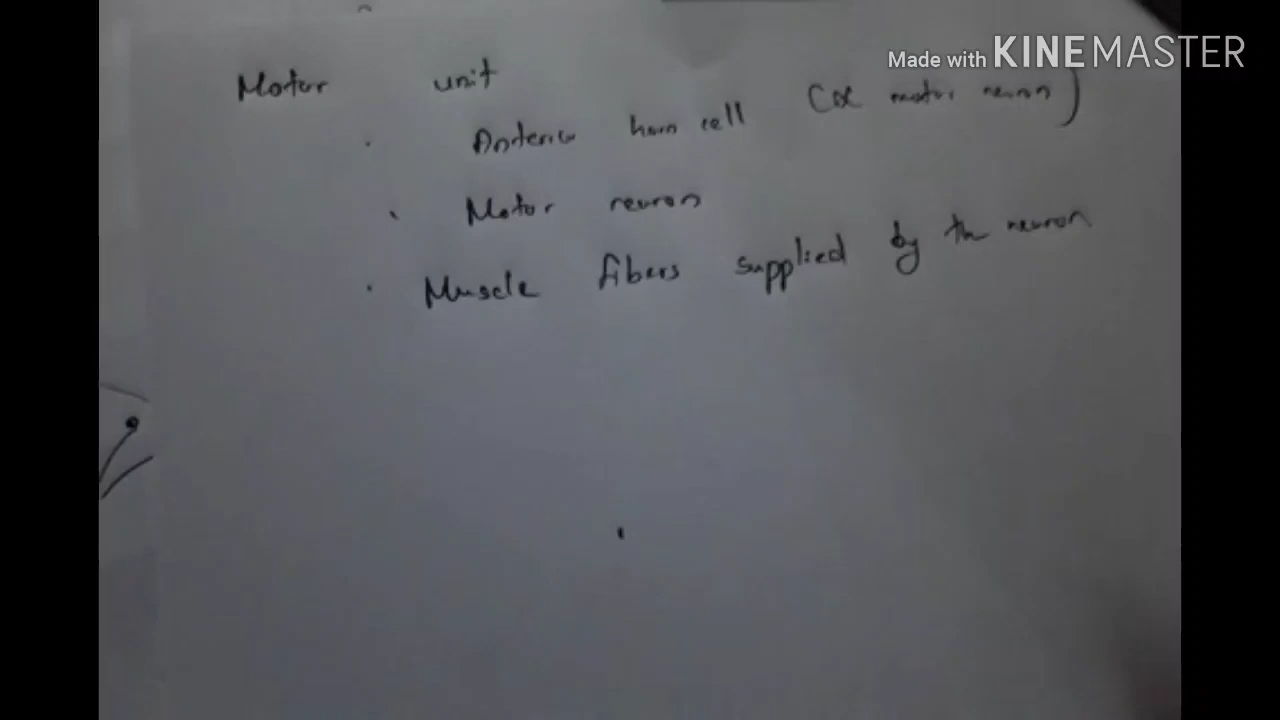 Made with KINEMASTER
Motor unit
· Anterior horn cell (α motor neuron)
· Motor neuron
· Muscle fibers supplied by the neuron